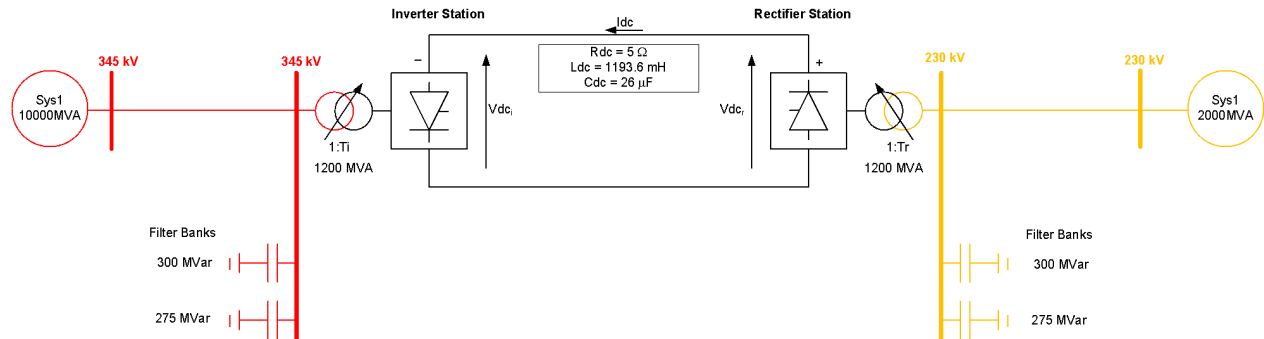 Inverter Station
Idc
Rectifier Station
345 kV
345 kV
−
Rdc = 5 Ω
Ldc = 1193.6 mH
Cdc = 26 μF
+
230 kV
230 kV
Sys1
10000MVA
Vdci
Vdcr
Sys1
2000MVA
1:Ti
1200 MVA
1:Tr
1200 MVA
Filter Banks
300 MVar
275 MVar
Filter Banks
300 MVar
275 MVar